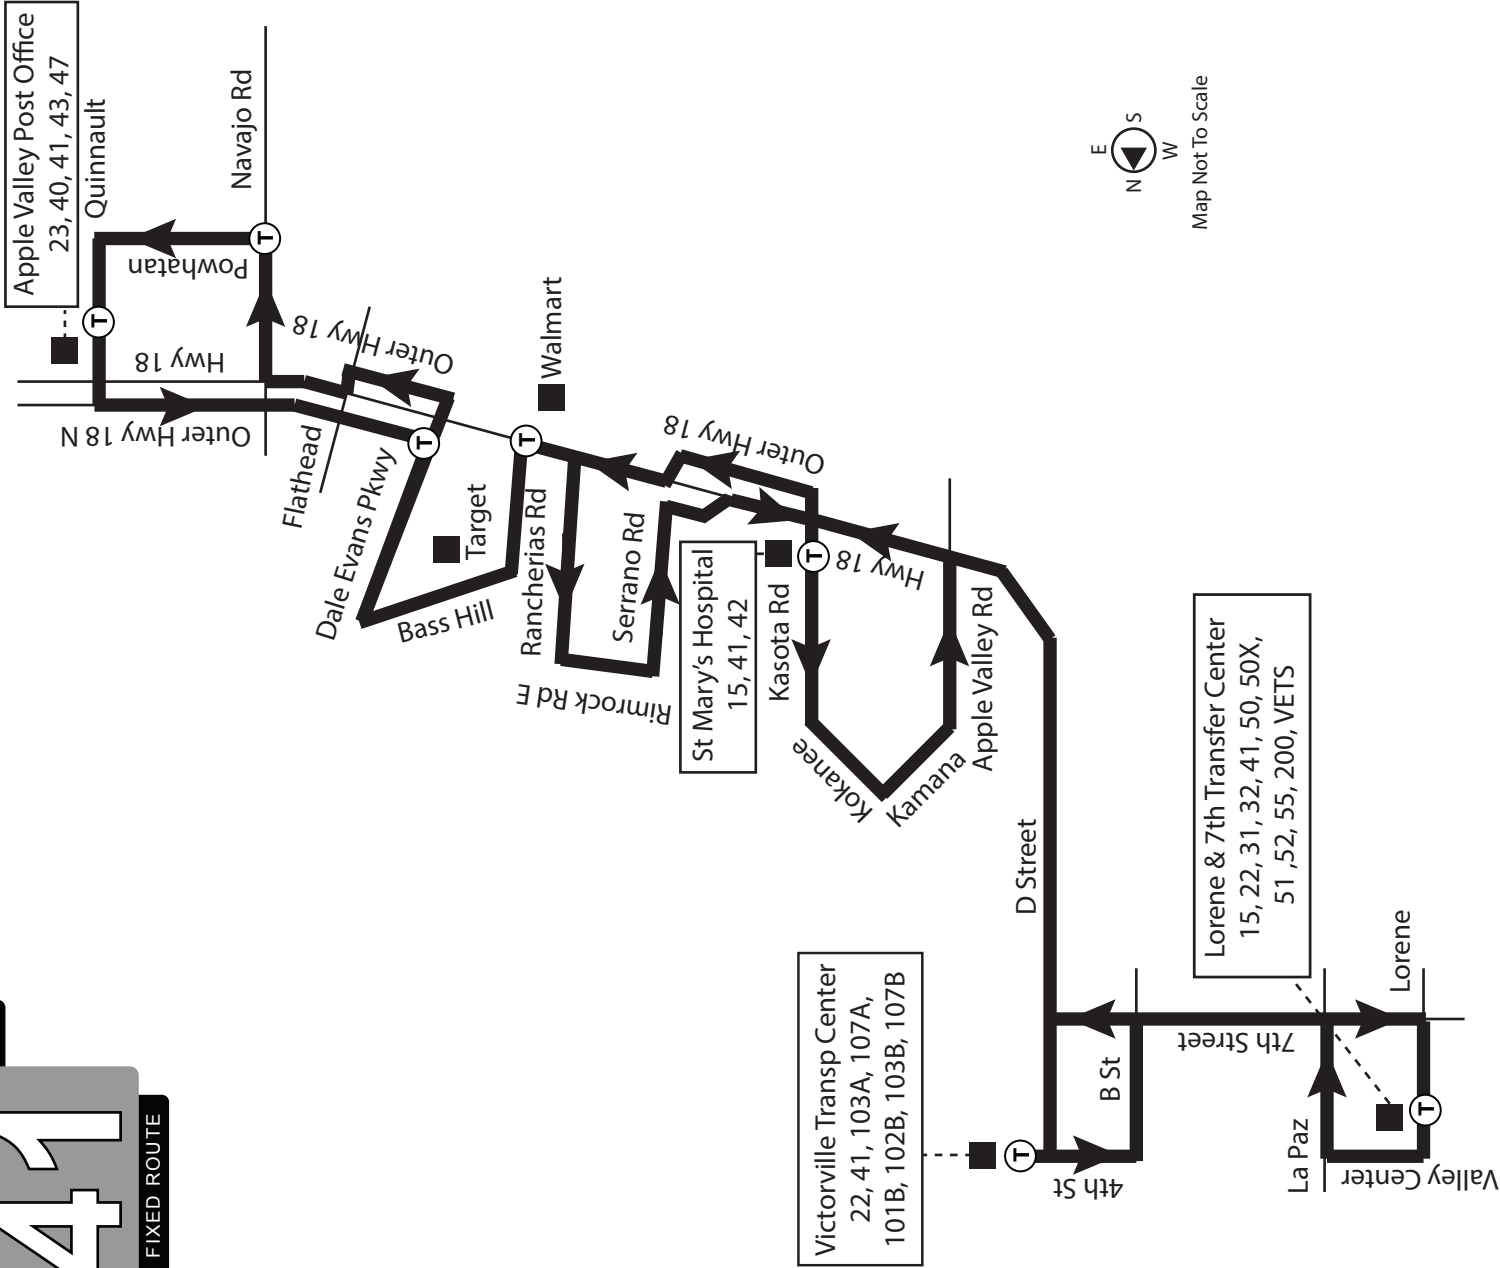 41
FIXED ROUTE
Apple Valley Post Office
23, 40, 41, 43, 47
Quinnault
Navajo Rd
Powhatan
Hwy 18
Outer Hwy 18 N
Outer Hwy 18
Flathead
Dale Evans Pkwy
T
T
T
T
Target
Walmart
Bass Hill
Rancherias Rd
Serrano Rd
Rimrock Rd E
Outer Hwy 18
St Mary's Hospital
15, 41, 42
T
Hwy 18
Kasota Rd
Kokanee
Kamana
Apple Valley Rd
D Street
Victorville Transp Center
22, 41, 103A, 107A,
101B, 102B, 103B, 107B
T
4th St
B St
7th Street
Lorene & 7th Transfer Center
15, 22, 31, 32, 41, 50, 50X,
51 ,52, 55, 200, VETS
La Paz
Lorene
T
Valley Center
E
N
S
W
Map Not To Scale